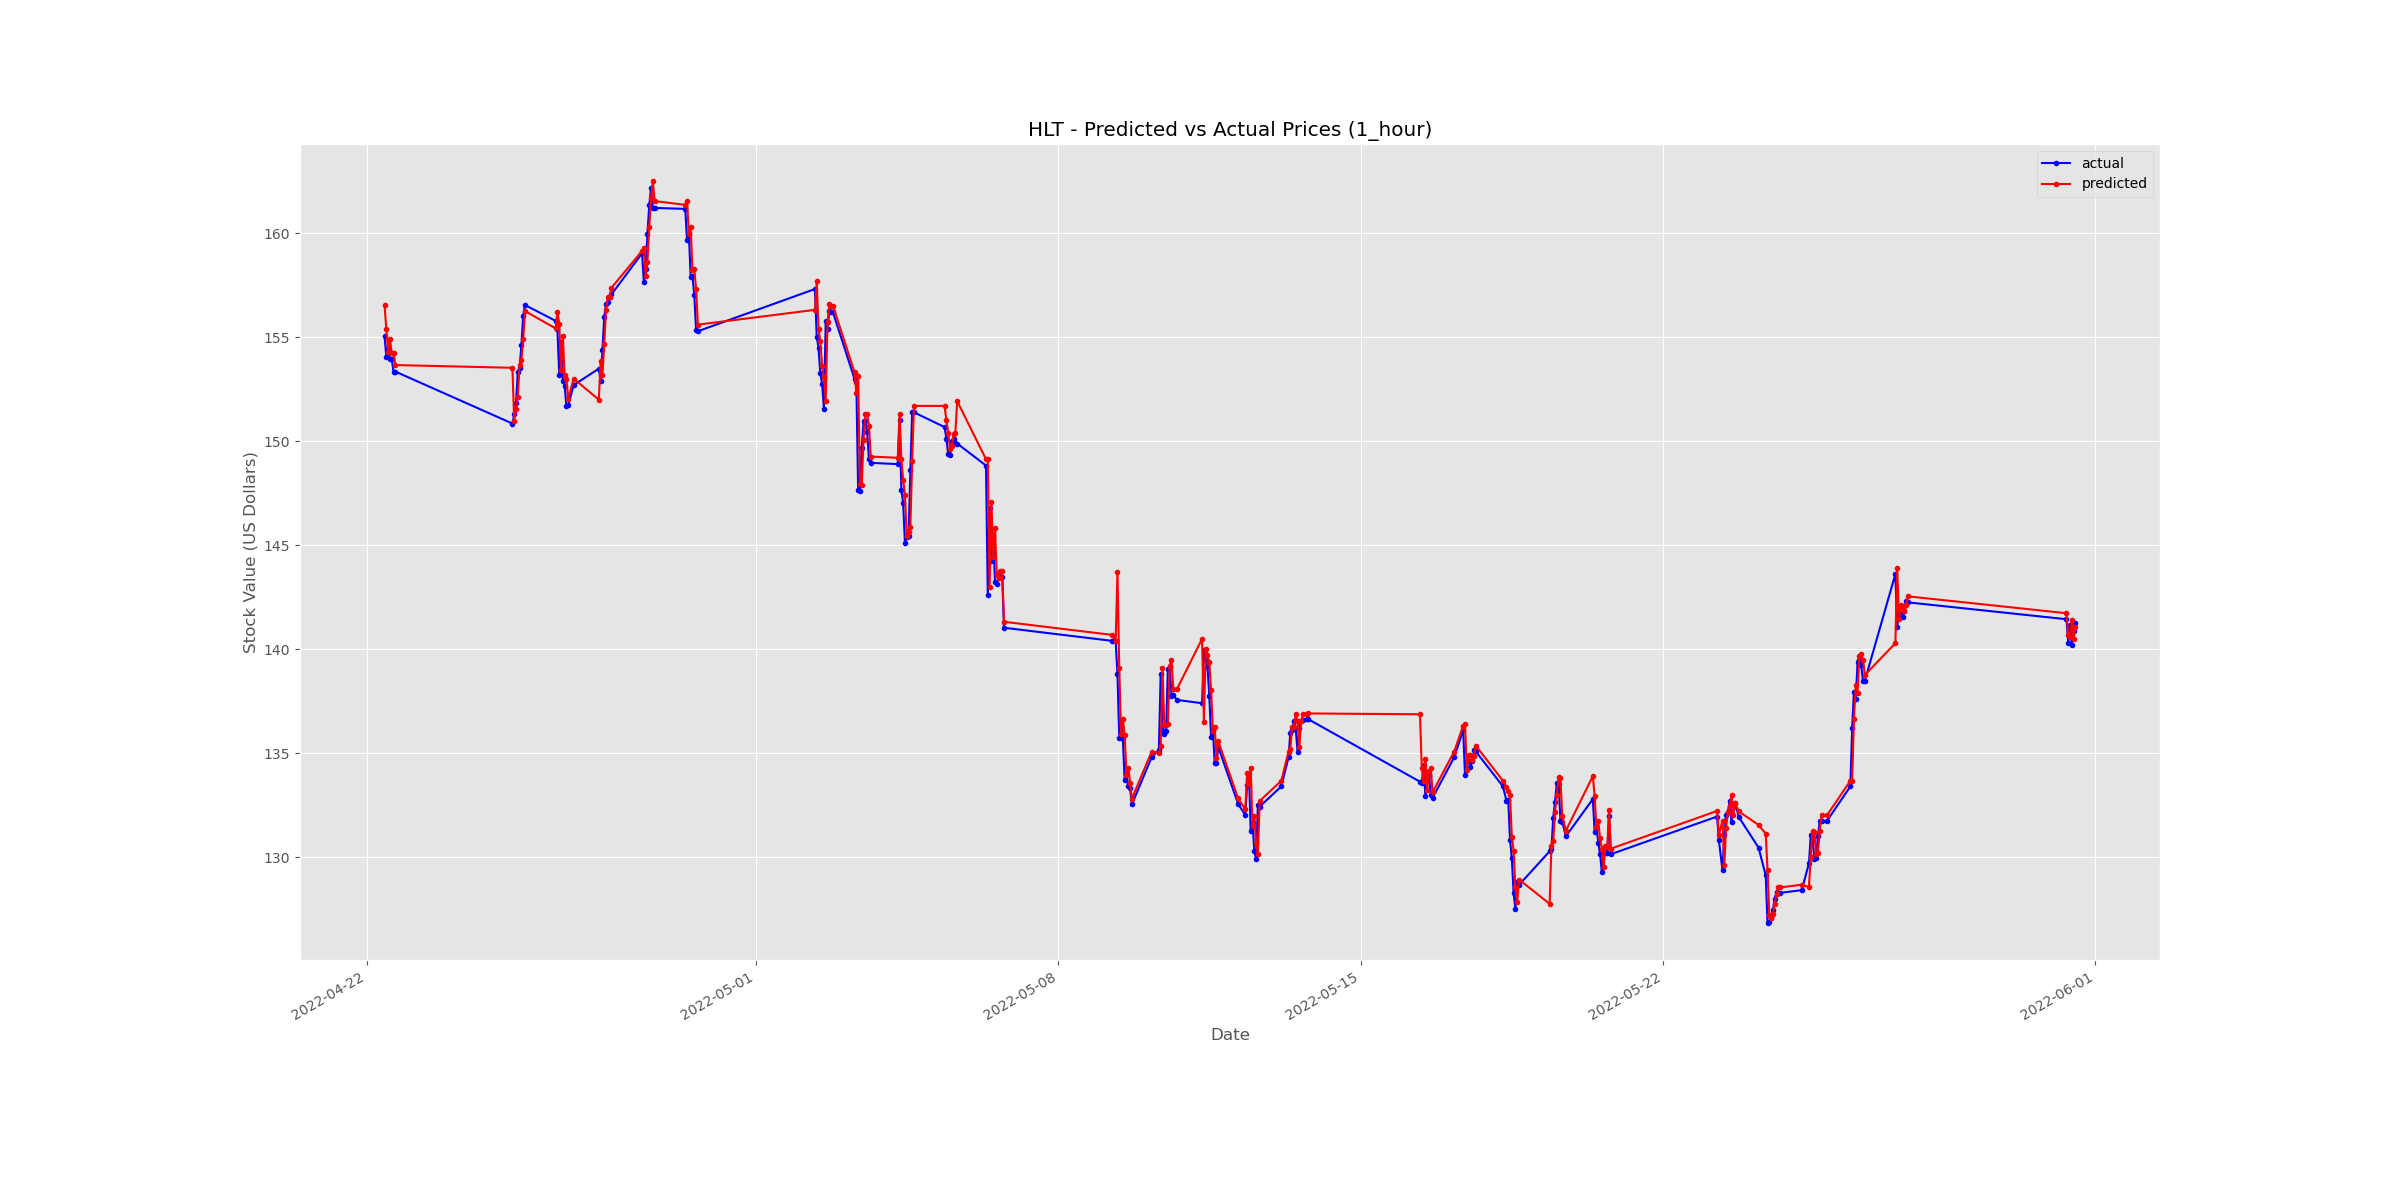 HLT - Predicted vs Actual Prices (1_hour)
actual
predicted
Stock Value (US Dollars)
160
155
150
145
140
135
130
2022-04-22
2022-05-01
2022-05-08
2022-05-15
2022-05-22
2022-06-01
Date